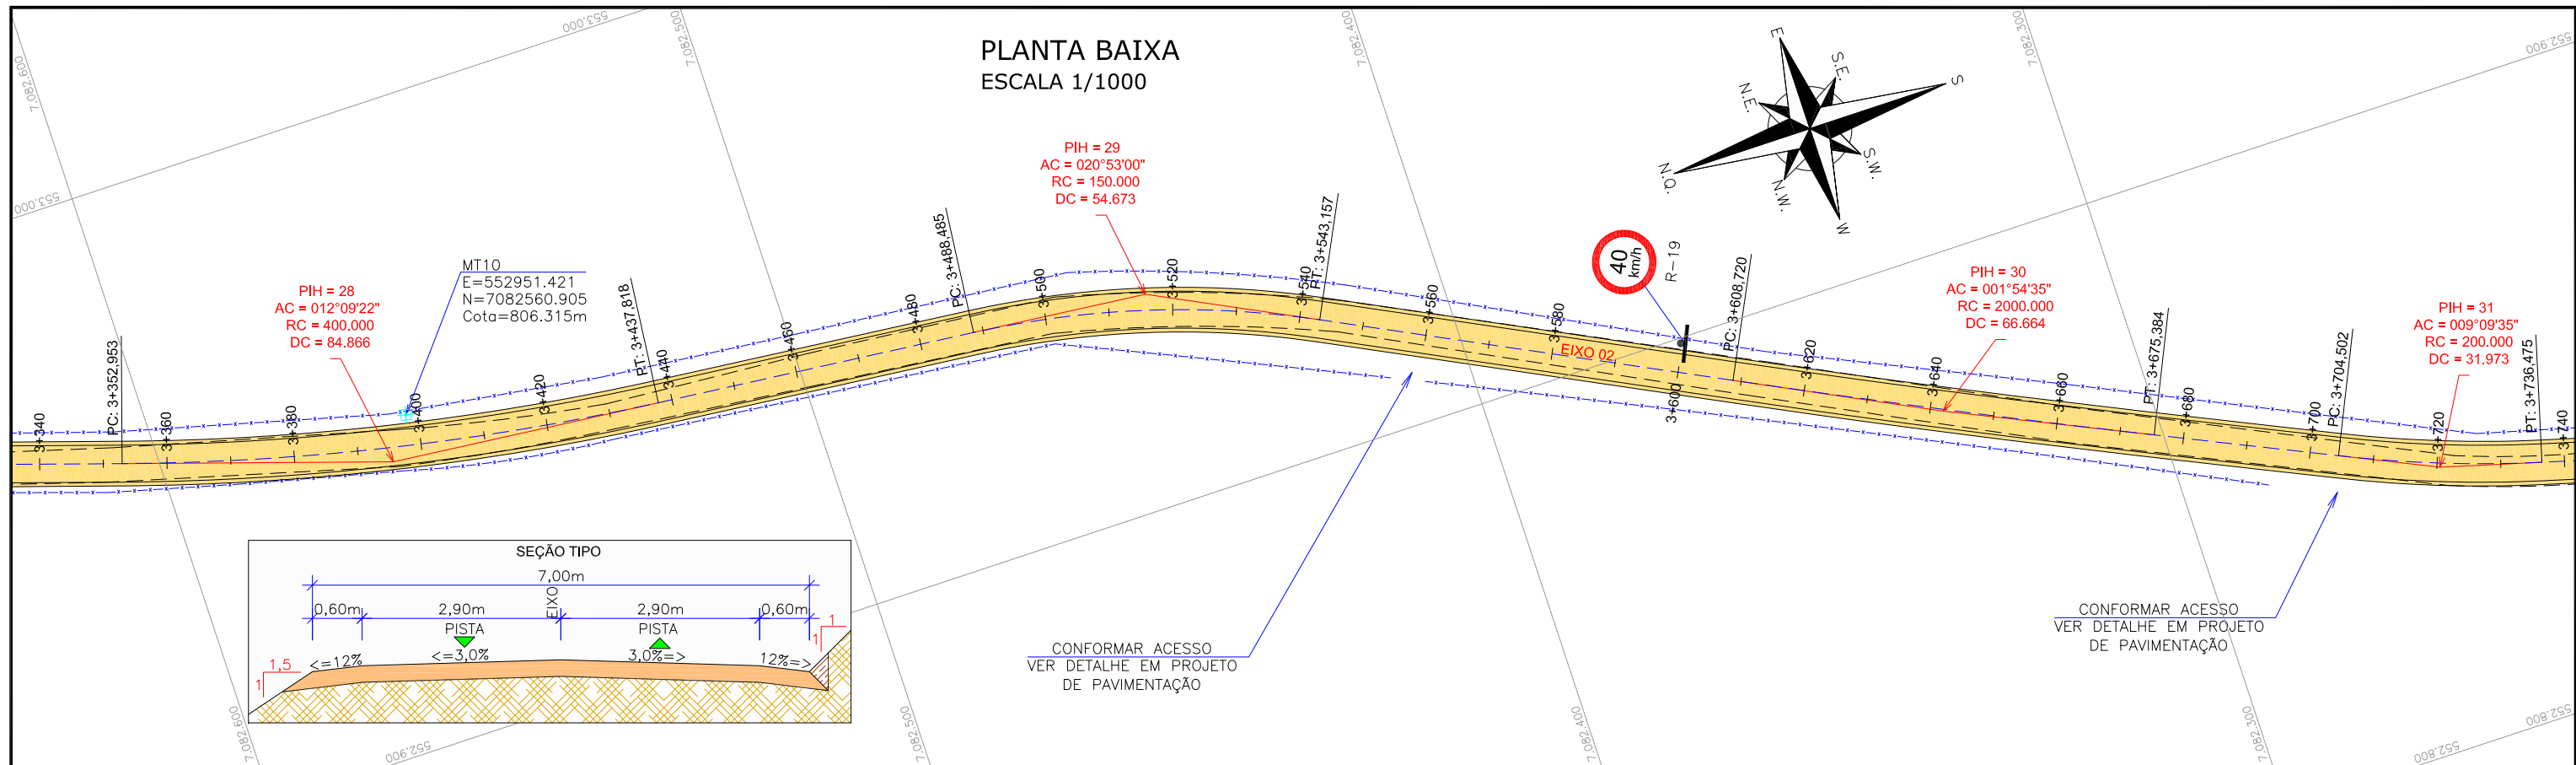 PLANTA BAIXA
ESCALA 1/1000
553.000
7.082.600
7.082.500
7.082.400
7.082.300
552.900
553.000
E
S.E.
S
N.E.
S.W.
N.Q.
N.W.
W
PIH = 28
AC = 012°09'22"
RC = 400.000
DC = 84.866
MT10
E=552951.421
N=7082560.905
Cota=806.315m
PIH = 29
AC = 020°53'00"
RC = 150.000
DC = 54.673
40
km/h
R-19
PIH = 30
AC = 001°54'35"
RC = 2000.000
DC = 66.664
PIH = 31
AC = 009°09'35"
RC = 200.000
DC = 31.973
3+340
PC: 3+352,953
3+360
3+380
3+400
3+420
PT: 3+437,818
3+440
3+460
3+480
PC: 3+488,485
3+500
3+520
3+540
PT: 3+543,157
3+560
3+580
EIXO 02
3+600
PC: 3+608,720
3+620
3+640
3+660
PT: 3+675,384
3+680
3+700
PC: 3+704,502
3+720
PT: 3+736,475
3+740
SEÇÃO TIPO
7,00m
EIXO
0,60m
2,90m
2,90m
0,60m
PISTA
PISTA
1
1
1,5
1
<=12%
<=3,0%
3,0%=>
12%=>
CONFORMAR ACESSO
VER DETALHE EM PROJETO
DE PAVIMENTAÇÃO
CONFORMAR ACESSO
VER DETALHE EM PROJETO
DE PAVIMENTAÇÃO
7.082.600
552.900
7.082.500
7.082.400
7.082.300
552.800
552.800